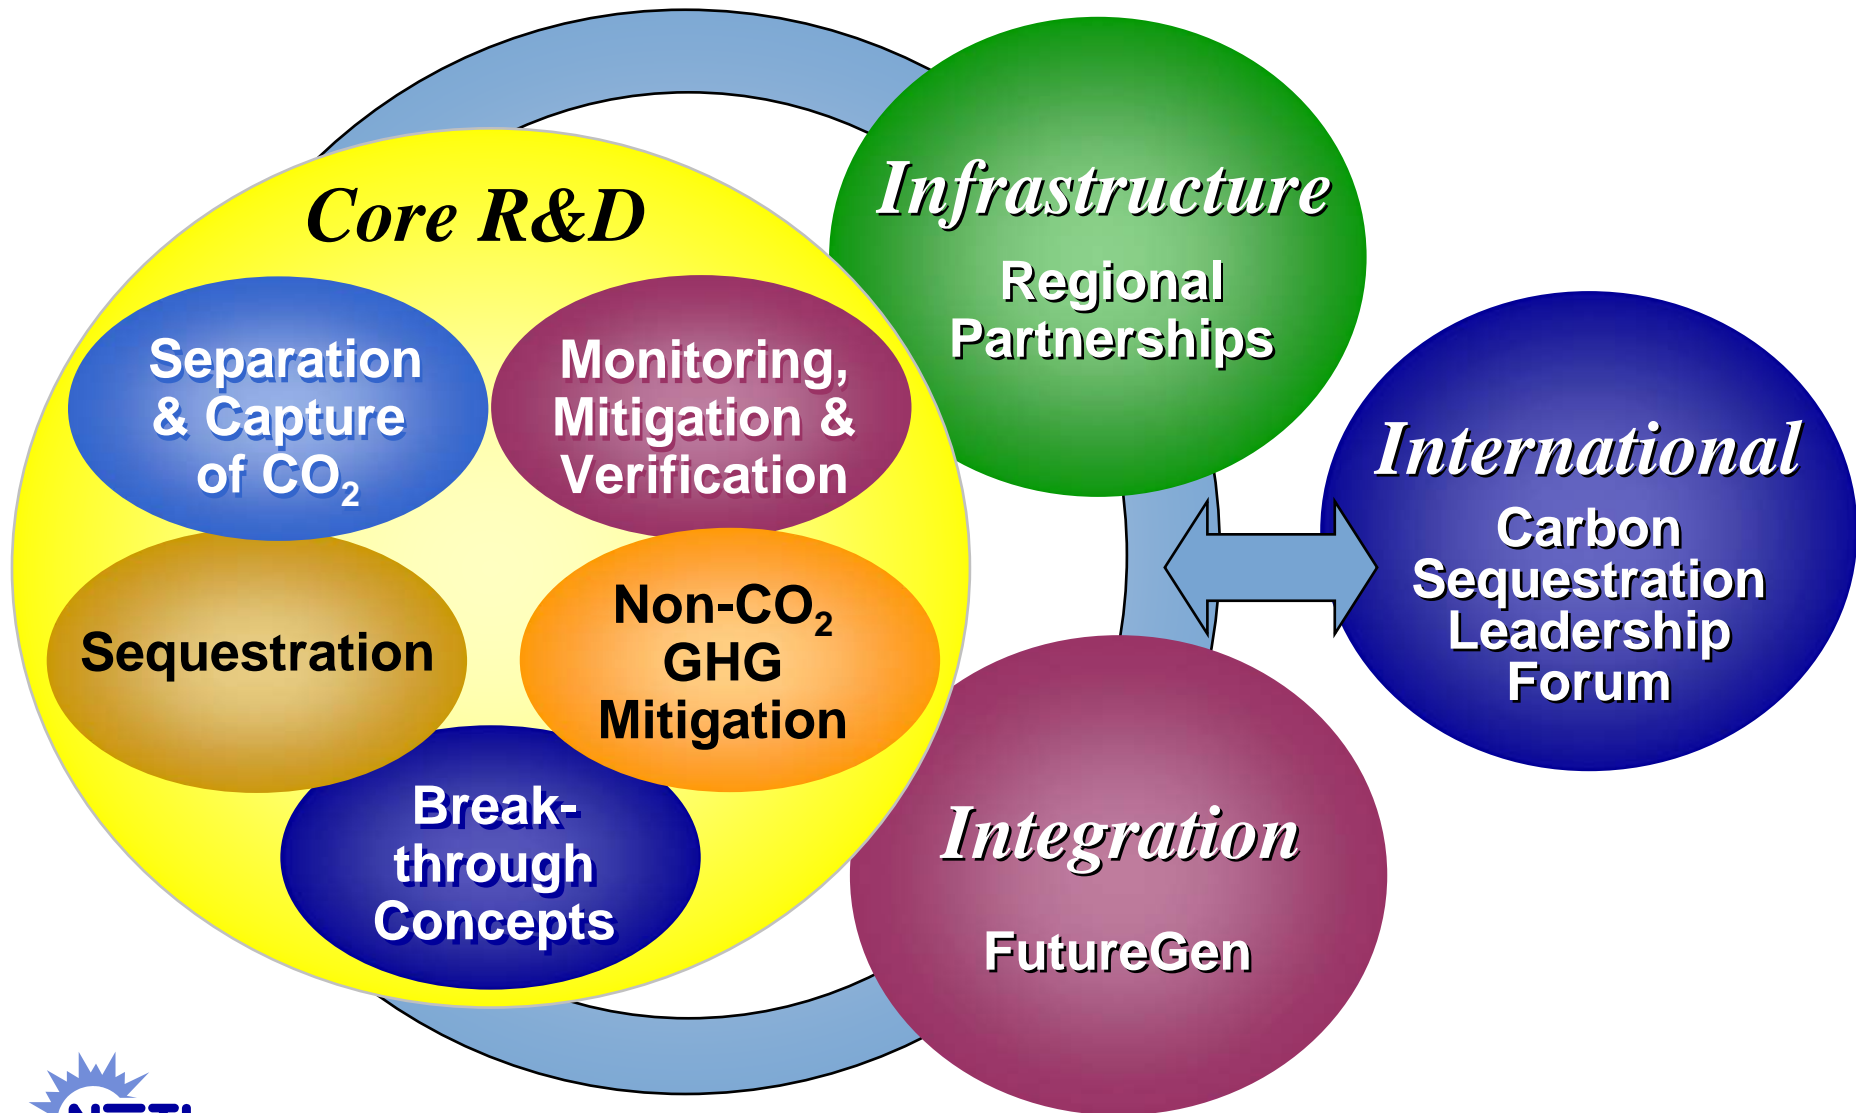 Core R&D
Separation
& Capture
of CO₂
Monitoring,
Mitigation &
Verification
Sequestration
Non-CO₂
GHG
Mitigation
Break-
through
Concepts
Infrastructure
Regional
Partnerships
International
Carbon
Sequestration
Leadership
Forum
Integration
FutureGen
NETL